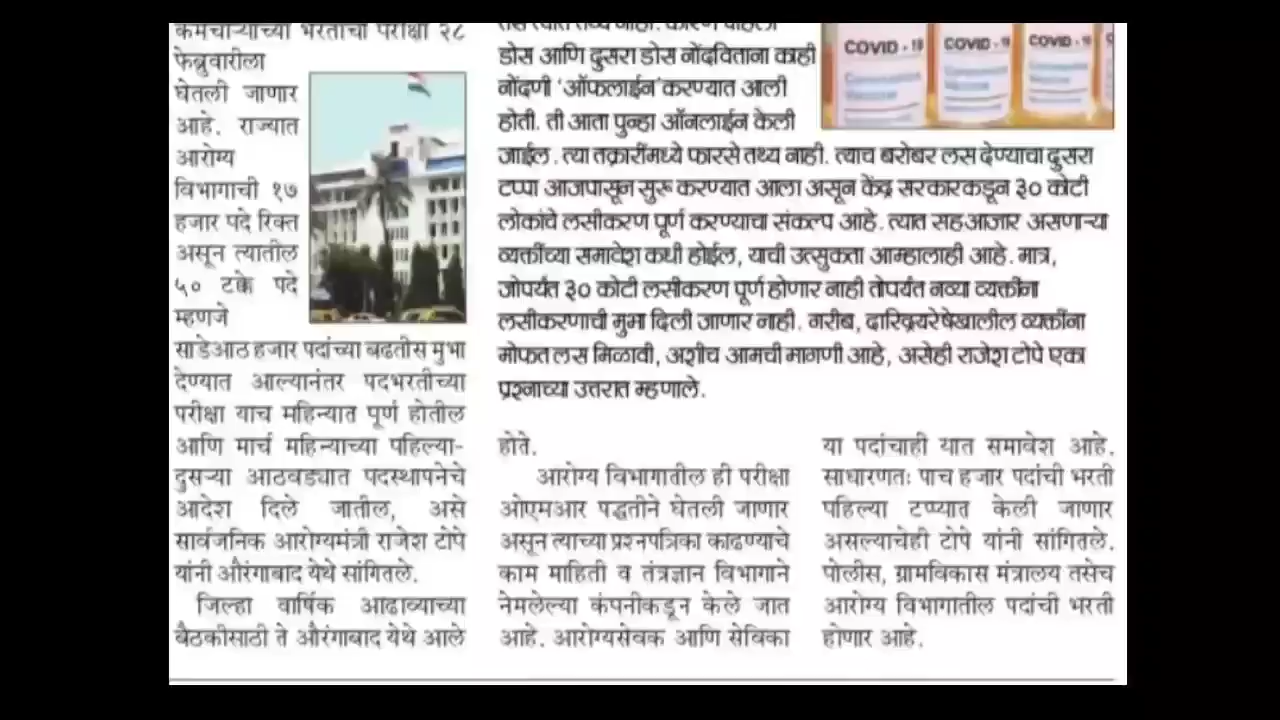 कर्मचाऱ्यांच्या भरतीची परीक्षा २८
फेब्रुवारीला
घेतली जाणार
आहे. राज्यात
आरोग्य
विभागाची १७
हजार पदे रिक्त
असून त्यातील
५० टक्के पदे
म्हणजे
साडेआठ हजार पदांच्या बढतीस मुभा
देण्यात आल्यानंतर पदभरतीच्या
परीक्षा याच महिन्यात पूर्ण होतील
आणि मार्च महिन्याच्या पहिल्या-
दुसऱ्या आठवड्यात पदस्थापनेचे
आदेश दिले जातील, असे
सार्वजनिक आरोग्यमंत्री राजेश टोपे
यांनी औरंगाबाद येथे सांगितले.
जिल्हा वार्षिक आढाव्याच्या
बैठकीसाठी ते औरंगाबाद येथे आले
डोस आणि दुसरा डोस नोंदविताना काही
नोंदणी 'ऑफलाईन' करण्यात आली
होती. ती आता पुन्हा ऑनलाईन केली
जाईल. त्या तक्रारींमध्ये फारसे तथ्य नाही. त्याच बरोबर लस देण्याचा दुसरा
टप्पा आजपासून सुरू करण्यात आला असून केंद्र सरकारकडून ३० कोटी
लोकांचे लसीकरण पूर्ण करण्याचा संकल्प आहे. त्यात सहआजार असणाऱ्या
व्यक्तींच्या समावेश कधी होईल, याची उत्सुकता आम्हालाही आहे. मात्र,
जोपर्यंत ३० कोटी लसीकरण पूर्ण होणार नाही तोपर्यंत नव्या व्यक्तींना
लसीकरणाची मुभा दिली जाणार नाही. गरीब, दारिद्र्यरेषेखालील व्यक्तींना
मोफत लस मिळावी, अशीच आमची मागणी आहे, असेही राजेश टोपे एका
प्रश्नाच्या उत्तरात म्हणाले.
COVID-19
Coronavirus
Vaccine
COVID-19
Coronavirus
Vaccine
COVID-19
होते.
आरोग्य विभागातील ही परीक्षा
ओएमआर पद्धतीने घेतली जाणार
असून त्याच्या प्रश्नपत्रिका काढण्याचे
काम माहिती व तंत्रज्ञान विभागाने
नेमलेल्या कंपनीकडून केले जात
आहे. आरोग्यसेवक आणि सेविका
या पदांचाही यात समावेश आहे.
साधारणतः पाच हजार पदांची भरती
पहिल्या टप्प्यात केली जाणार
असल्याचेही टोपे यांनी सांगितले.
पोलीस, ग्रामविकास मंत्रालय तसेच
आरोग्य विभागातील पदांची भरती
होणार आहे.